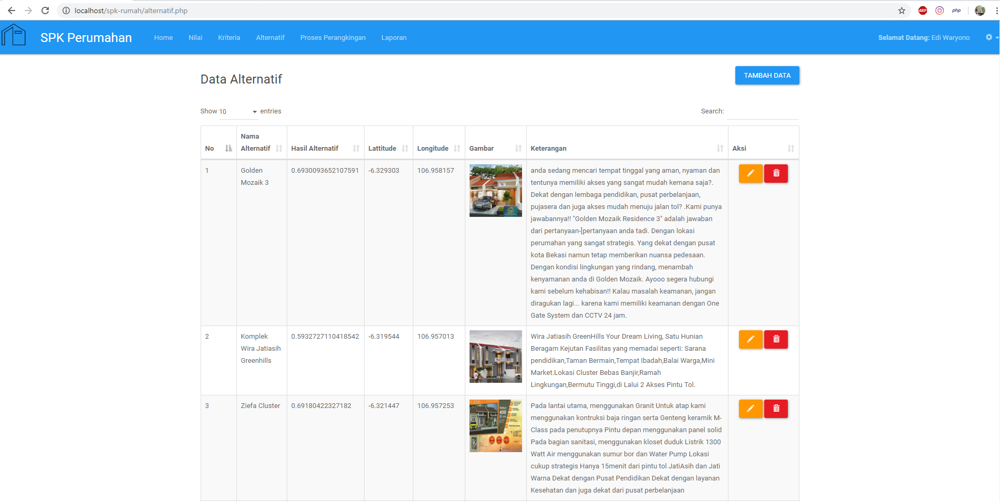 localhost/spk-rumah/alternatif.php
ABP
php
SPK Perumahan
Home
Nilai
Kriteria
Alternatif
Proses Perangkingan
Laporan
Selamat Datang: Edi Waryono
Data Alternatif
TAMBAH DATA
Show 10 entries
Search:
No
Nama
Alternatif
Hasil Alternatif
Lattitude
Longitude
Gambar
Keterangan
Aksi
1
Golden
Mozaik 3
0.6930093652107591
-6.329303
106.958157
anda sedang mencari tempat tinggal yang aman, nyaman dan
tentunya memiliki akses yang sangat mudah kemana saja?.
Dekat dengan lembaga pendidikan, pusat perbelanjaan,
pujasera dan juga akses mudah menuju jalan tol? .Kami punya
jawabannya!! "Golden Mozaik Residence 3" adalah jawaban
dari pertanyaan-[pertanyaan anda tadi. Dengan lokasi
perumahan yang sangat strategis. Yang dekat dengan pusat
kota Bekasi namun tetap memberikan nuansa pedesaan.
Dengan kondisi lingkungan yang rindang, menambah
kenyamanan anda di Golden Mozaik. Ayooo segera hubungi
kami sebelum kehabisan!! Kalau masalah keamanan, jangan
diragukan lagi... karena kami memiliki keamanan dengan One
Gate System dan CCTV 24 jam.
2
Komplek
Wira Jatiasih
Greenhills
0.5932727110418542
-6.319544
106.957013
Wira Jatiasih GreenHills Your Dream Living, Satu Hunian
Beragam Kejutan Fasilitas yang memadai seperti: Sarana
pendidikan,Taman Bermain,Tempat Ibadah,Balai Warga,Mini
Market.Lokasi Cluster Bebas Banjir,Ramah
Lingkungan,Bermutu Tinggi,di Lalui 2 Akses Pintu Tol.
3
Ziefa Cluster
0.69180422327182
-6.321447
106.957253
Hanya
400
Pada lantai utama, menggunakan Granit Untuk atap kami
menggunakan kontruksi baja ringan serta Genteng keramik M-
Class pada penutupnya Pintu depan menggunakan panel solid
Pada bagian sanitasi, menggunakan kloset duduk Listrik 1300
Watt Air menggunakan sumur bor dan Water Pump Lokasi
cukup strategis Hanya 15menit dari pintu tol JatiAsih dan Jati
Warna Dekat dengan Pusat Pendidikan Dekat dengan layanan
Kesehatan dan juga dekat dari pusat perbelanjaan